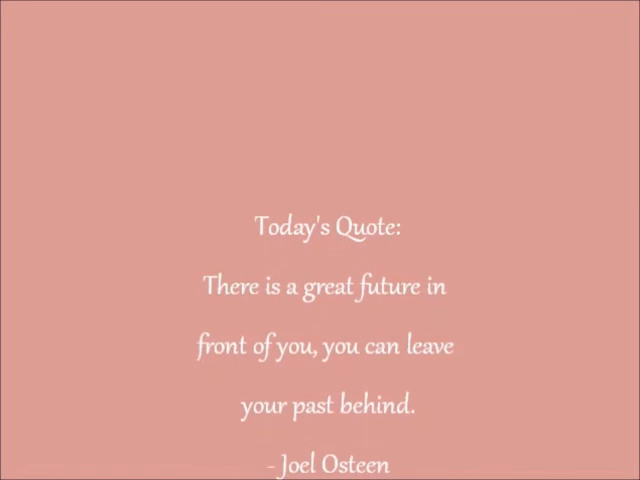 Today's Quote:
There is a great future in
front of you, you can leave
your past behind.
- Joel Osteen